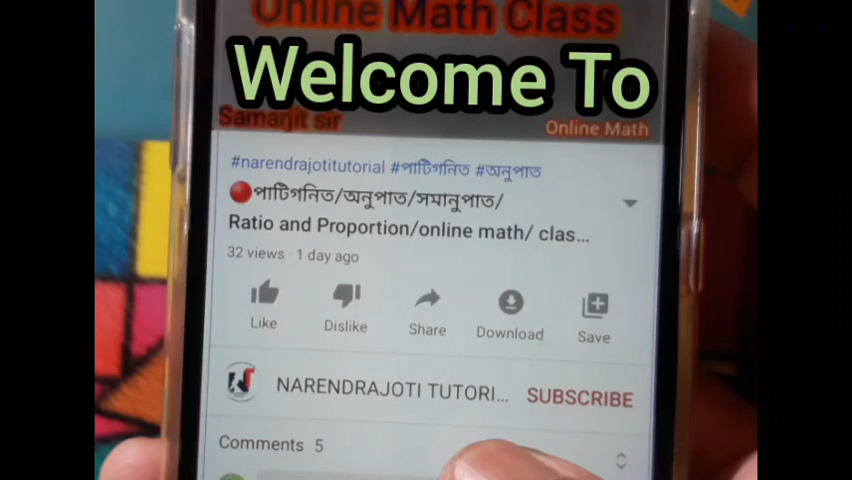 Online Math Class
Welcome To
Samarjit sir
Online Math
#narendrajotitutorial #পাটিগনিত #অনুপাত
পাটিগনিত/অনুপাত/সমানুপাত/
Ratio and Proportion/online math/ clas...
32 views · 1 day ago
Like
Dislike
Share
Download
Save
NARENDRAJOTI TUTORI...
SUBSCRIBE
Comments 5